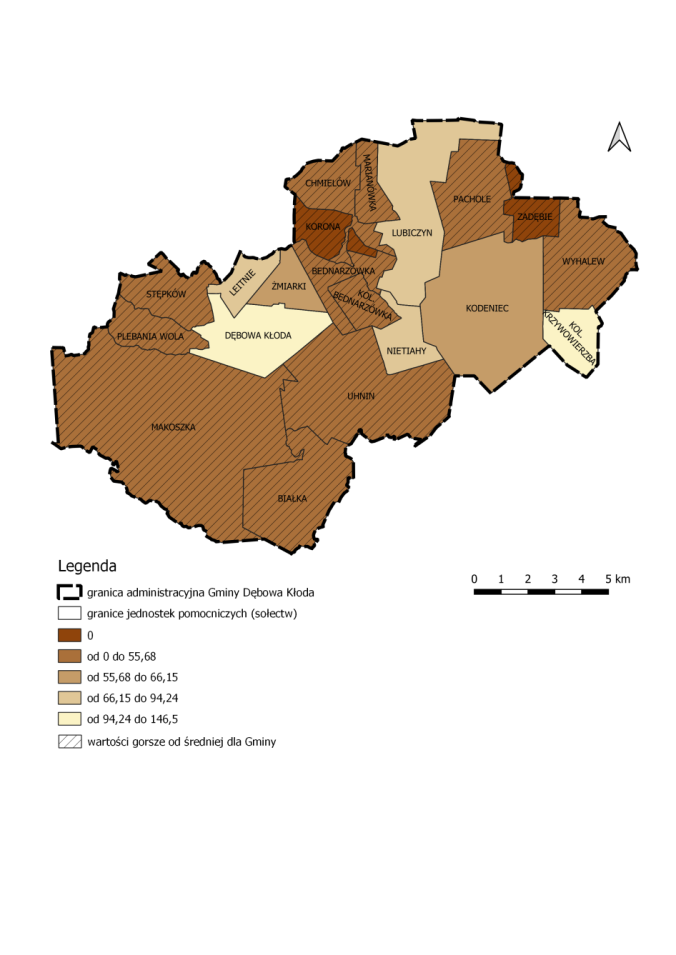 CHMIELÓW
MARIANÓWKA
PACHOLE
KORONA
ZADĘBIE
LUBICZYN
WYHALEW
BEDNARZÓWKA
LEITNIE
ŻMIARKI
STĘPKÓW
KOL.
BEDNARZÓWKA
KODENIEC
KOL.
KRZYWOWIERZBA
PLEBANIA WOLA
DĘBOWA KŁODA
NIETIAHY
UHNIN
MAKOSZKA
BIAŁKA
Legenda
granica administracyjna Gminy Dębowa Kłoda
granice jednostek pomocniczych (sołectw)
0
od 0 do 55,68
od 55,68 do 66,15
od 66,15 do 94,24
od 94,24 do 146,5
wartości gorsze od średniej dla Gminy
0 1 2 3 4 5 km